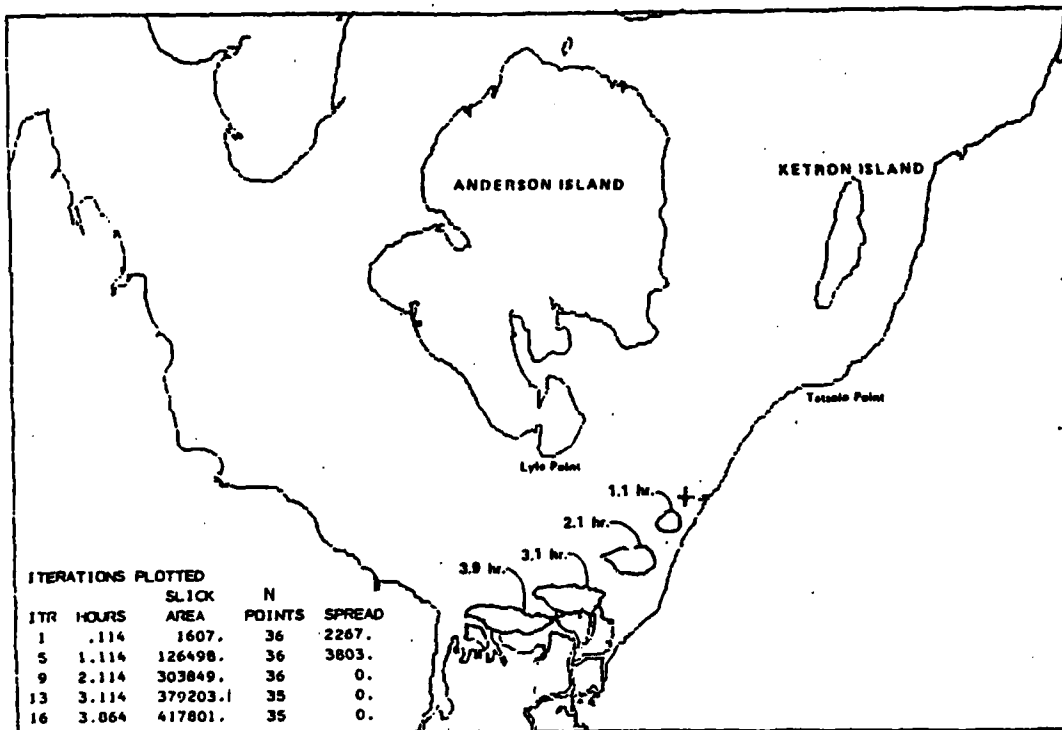 ANDERSON ISLAND
KETRON ISLAND
Tatsolo Point
Lyle Point
1.1 hr.
2.1 hr.
3.1 hr.
3.9 hr.
ITERATIONS PLOTTED
SLICK N
ITR HOURS AREA POINTS SPREAD
1 .114 1607. 36 2267.
5 1.114 126498. 36 3803.
9 2.114 303849. 36 0.
13 3.114 379203. 35 0.
16 3.864 417801. 35 0.